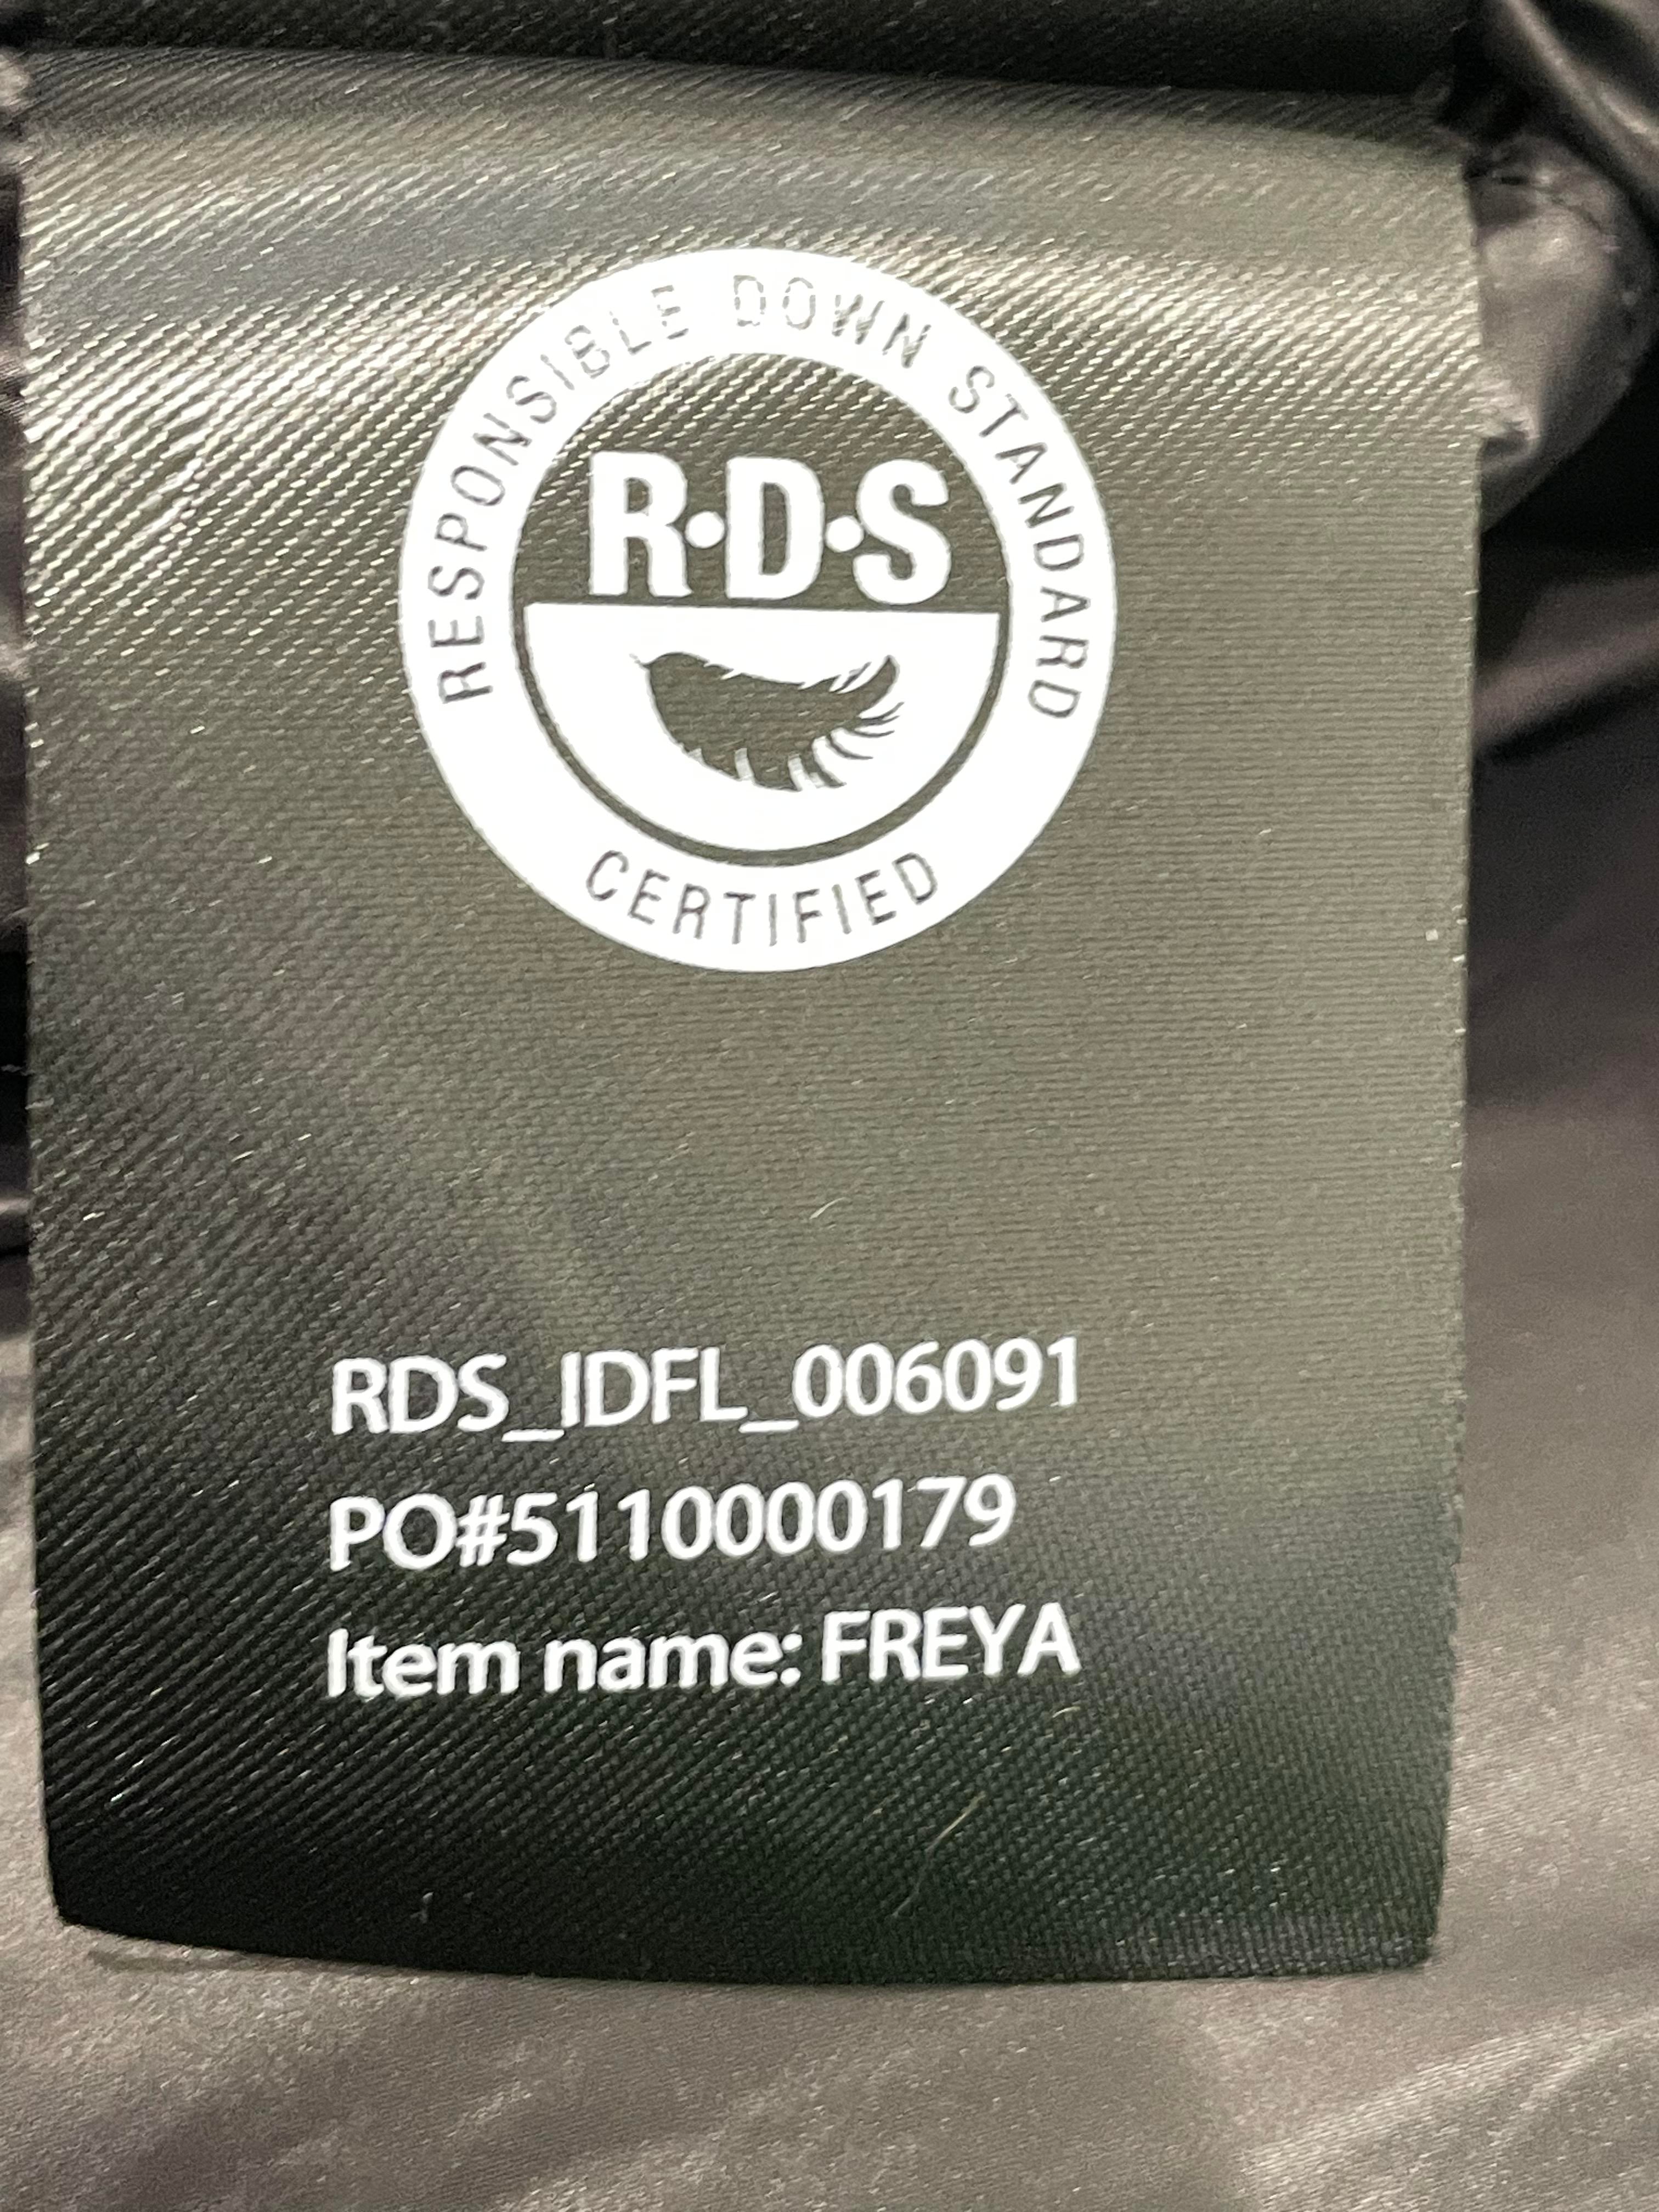 RESPONSIBLE DOWN STANDARD
R·D·S
CERTIFIED
RDS_IDFL_006091
PO#5110000179
Item name: FREYA